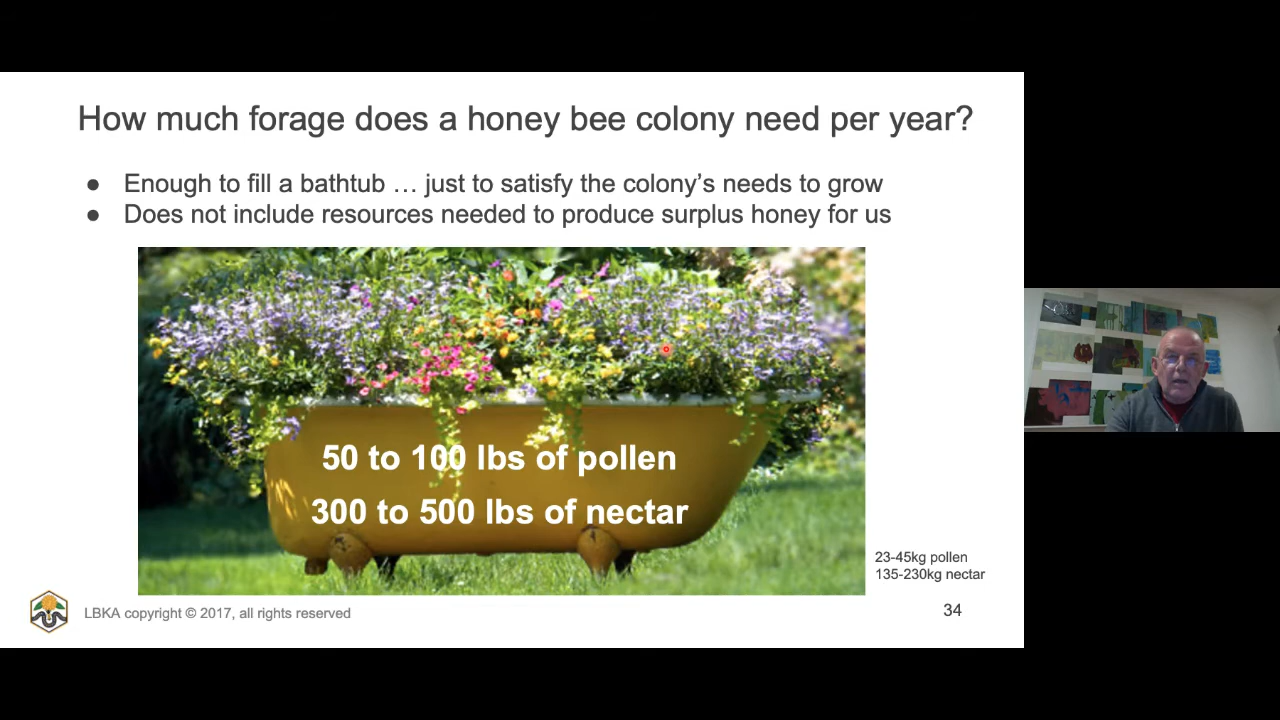 How much forage does a honey bee colony need per year?
● Enough to fill a bathtub … just to satisfy the colony’s needs to grow
● Does not include resources needed to produce surplus honey for us
50 to 100 lbs of pollen
300 to 500 lbs of nectar
23-45kg pollen
135-230kg nectar
LBKA copyright © 2017, all rights reserved
34